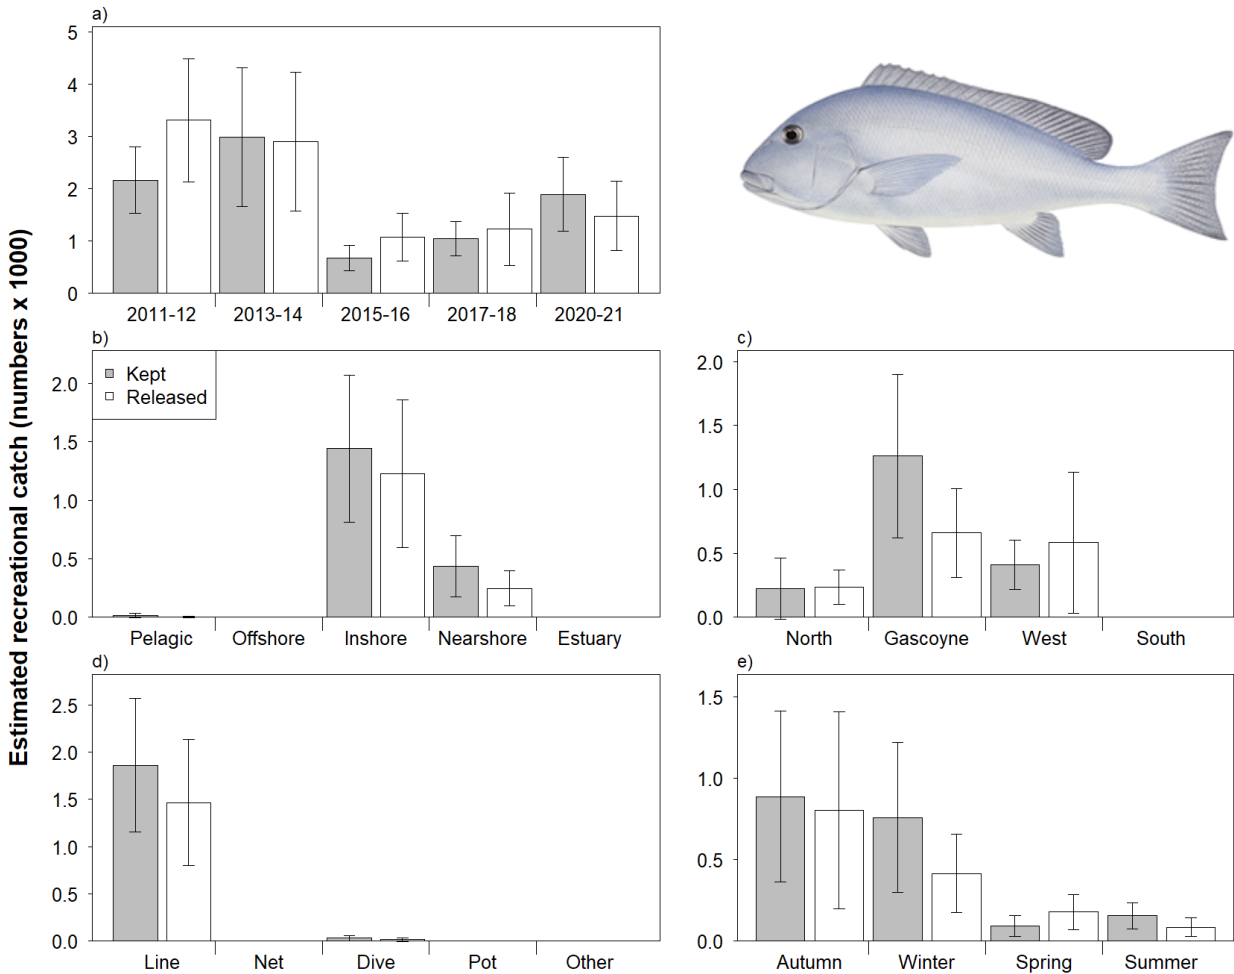 Estimated recreational catch (numbers x 1000)
a)
5
4
3
2
1
0
2011-12 2013-14 2015-16 2017-18 2020-21
b)
Kept
Released
2.0
1.5
1.0
0.5
0.0
Pelagic Offshore Inshore Nearshore Estuary
c)
2.0
1.5
1.0
0.5
0.0
North Gascoyne West South
d)
2.5
2.0
1.5
1.0
0.5
0.0
Line Net Dive Pot Other
e)
1.5
1.0
0.5
0.0
Autumn Winter Spring Summer